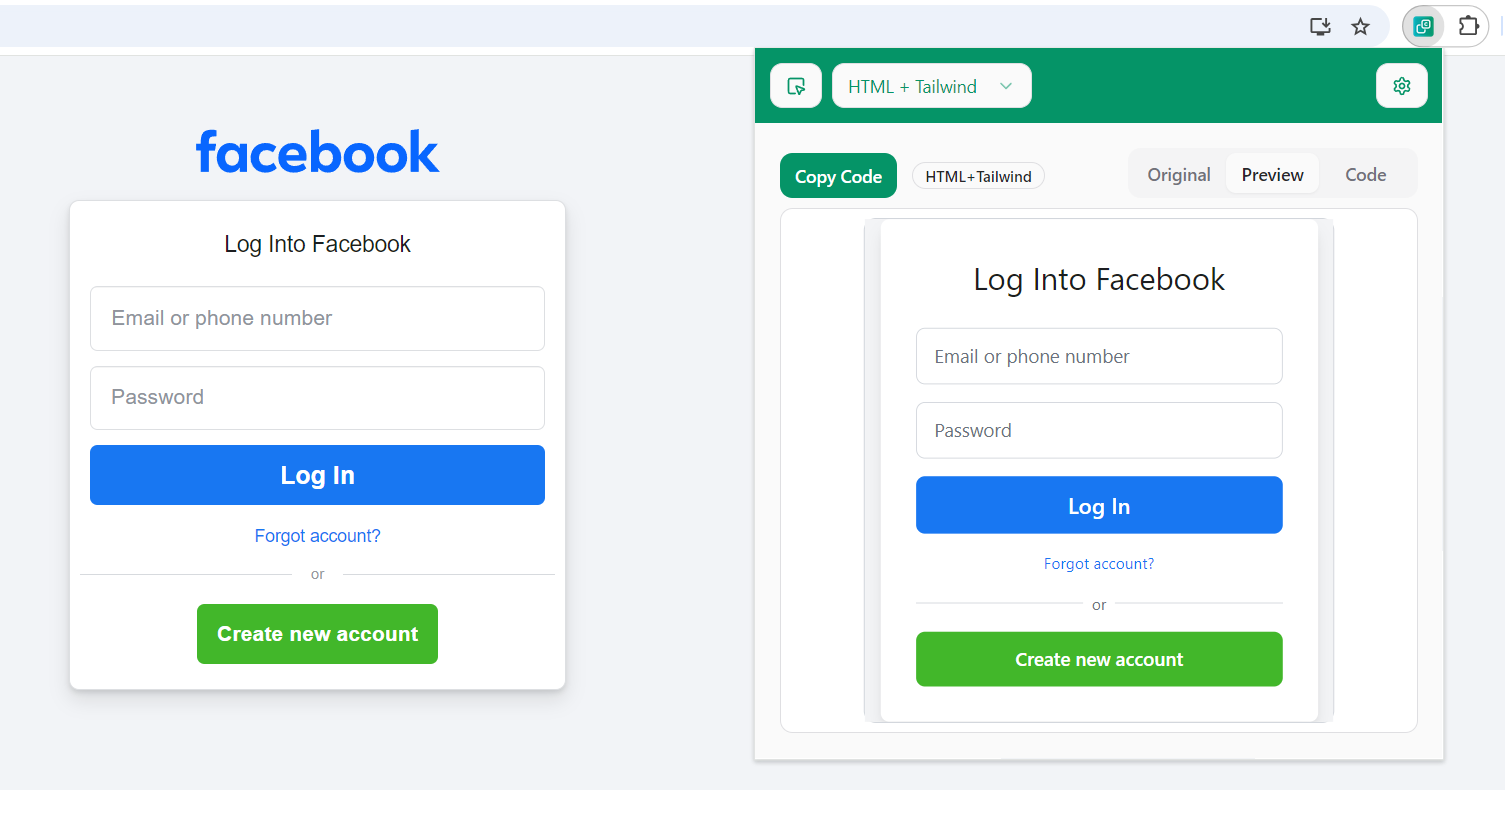 facebook
Log Into Facebook
Email or phone number
Password
Log In
Forgot account?
or
Create new account
HTML + Tailwind
Copy Code
HTML+Tailwind
Original
Preview
Code
Log Into Facebook
Email or phone number
Password
Log In
Forgot account?
or
Create new account